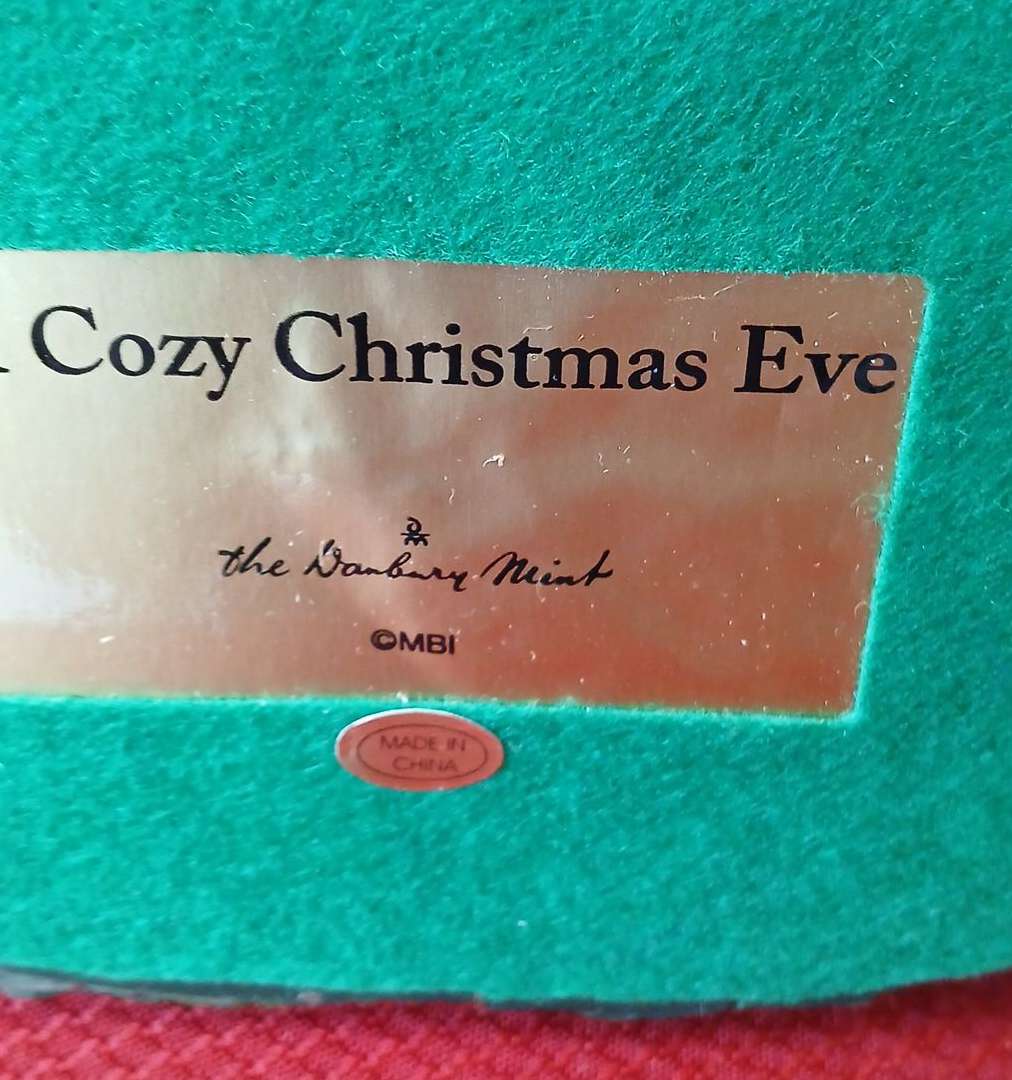 Cozy Christmas Eve
the Danbury Mint
©MBI
MADE IN
CHINA